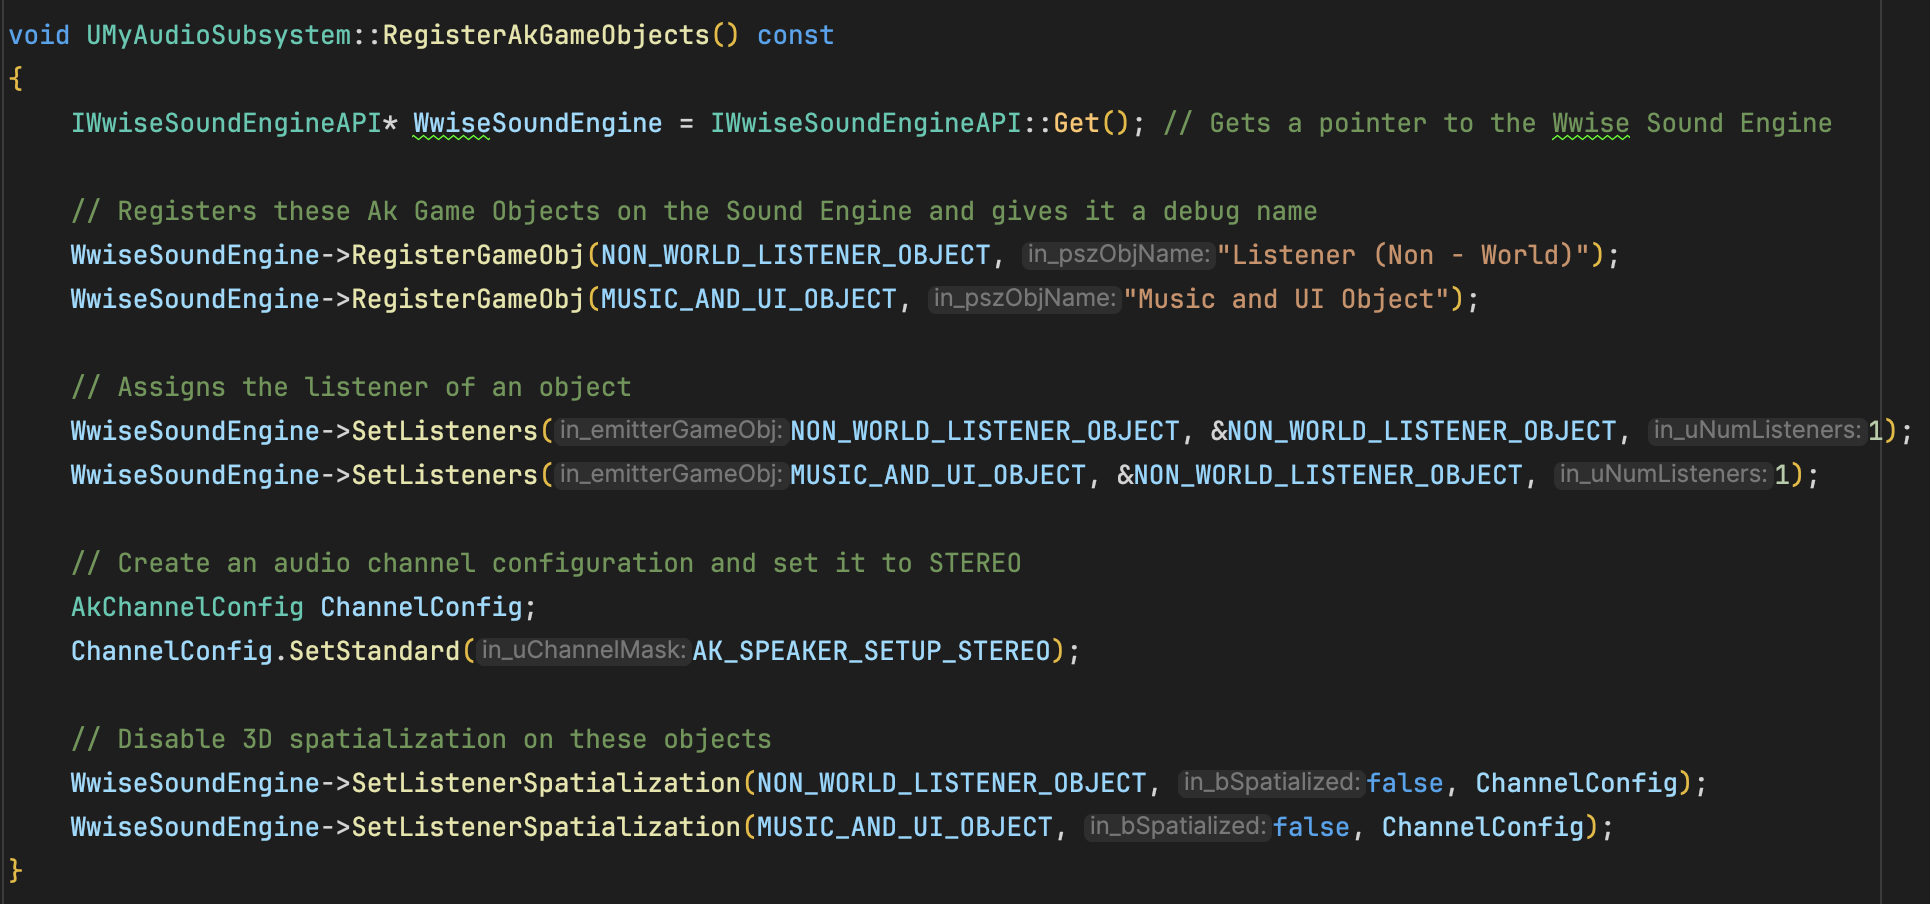 void UMyAudioSubsystem::RegisterAkGameObjects() const
{
    IWwiseSoundEngineAPI* WwiseSoundEngine = IWwiseSoundEngineAPI::Get(); // Gets a pointer to the Wwise Sound Engine

    // Registers these Ak Game Objects on the Sound Engine and gives it a debug name
    WwiseSoundEngine->RegisterGameObj(NON_WORLD_LISTENER_OBJECT, in_pszObjName: "Listener (Non - World)");
    WwiseSoundEngine->RegisterGameObj(MUSIC_AND_UI_OBJECT, in_pszObjName: "Music and UI Object");

    // Assigns the listener of an object
    WwiseSoundEngine->SetListeners(in_emitterGameObj: NON_WORLD_LISTENER_OBJECT, &NON_WORLD_LISTENER_OBJECT, in_uNumListeners: 1);
    WwiseSoundEngine->SetListeners(in_emitterGameObj: MUSIC_AND_UI_OBJECT, &NON_WORLD_LISTENER_OBJECT, in_uNumListeners: 1);

    // Create an audio channel configuration and set it to STEREO
    AkChannelConfig ChannelConfig;
    ChannelConfig.SetStandard(in_uChannelMask: AK_SPEAKER_SETUP_STEREO);

    // Disable 3D spatialization on these objects
    WwiseSoundEngine->SetListenerSpatialization(NON_WORLD_LISTENER_OBJECT, in_bSpatialized: false, ChannelConfig);
    WwiseSoundEngine->SetListenerSpatialization(MUSIC_AND_UI_OBJECT, in_bSpatialized: false, ChannelConfig);
}